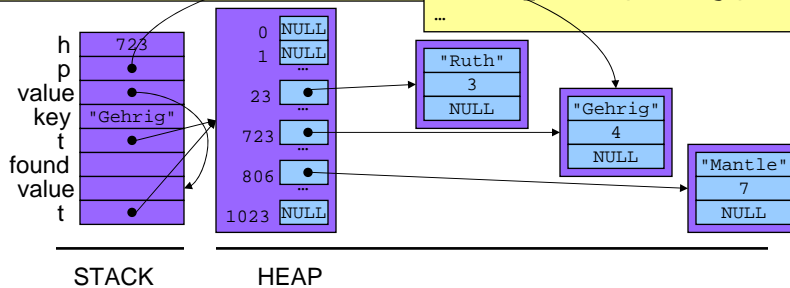 …
h 723
p
value
key "Gehrig"
t
found
value
t
0 NULL
1 NULL
…
23
…
723
806
…
1023 NULL
"Ruth"
3
NULL
"Gehrig"
4
NULL
"Mantle"
7
NULL
STACK
HEAP